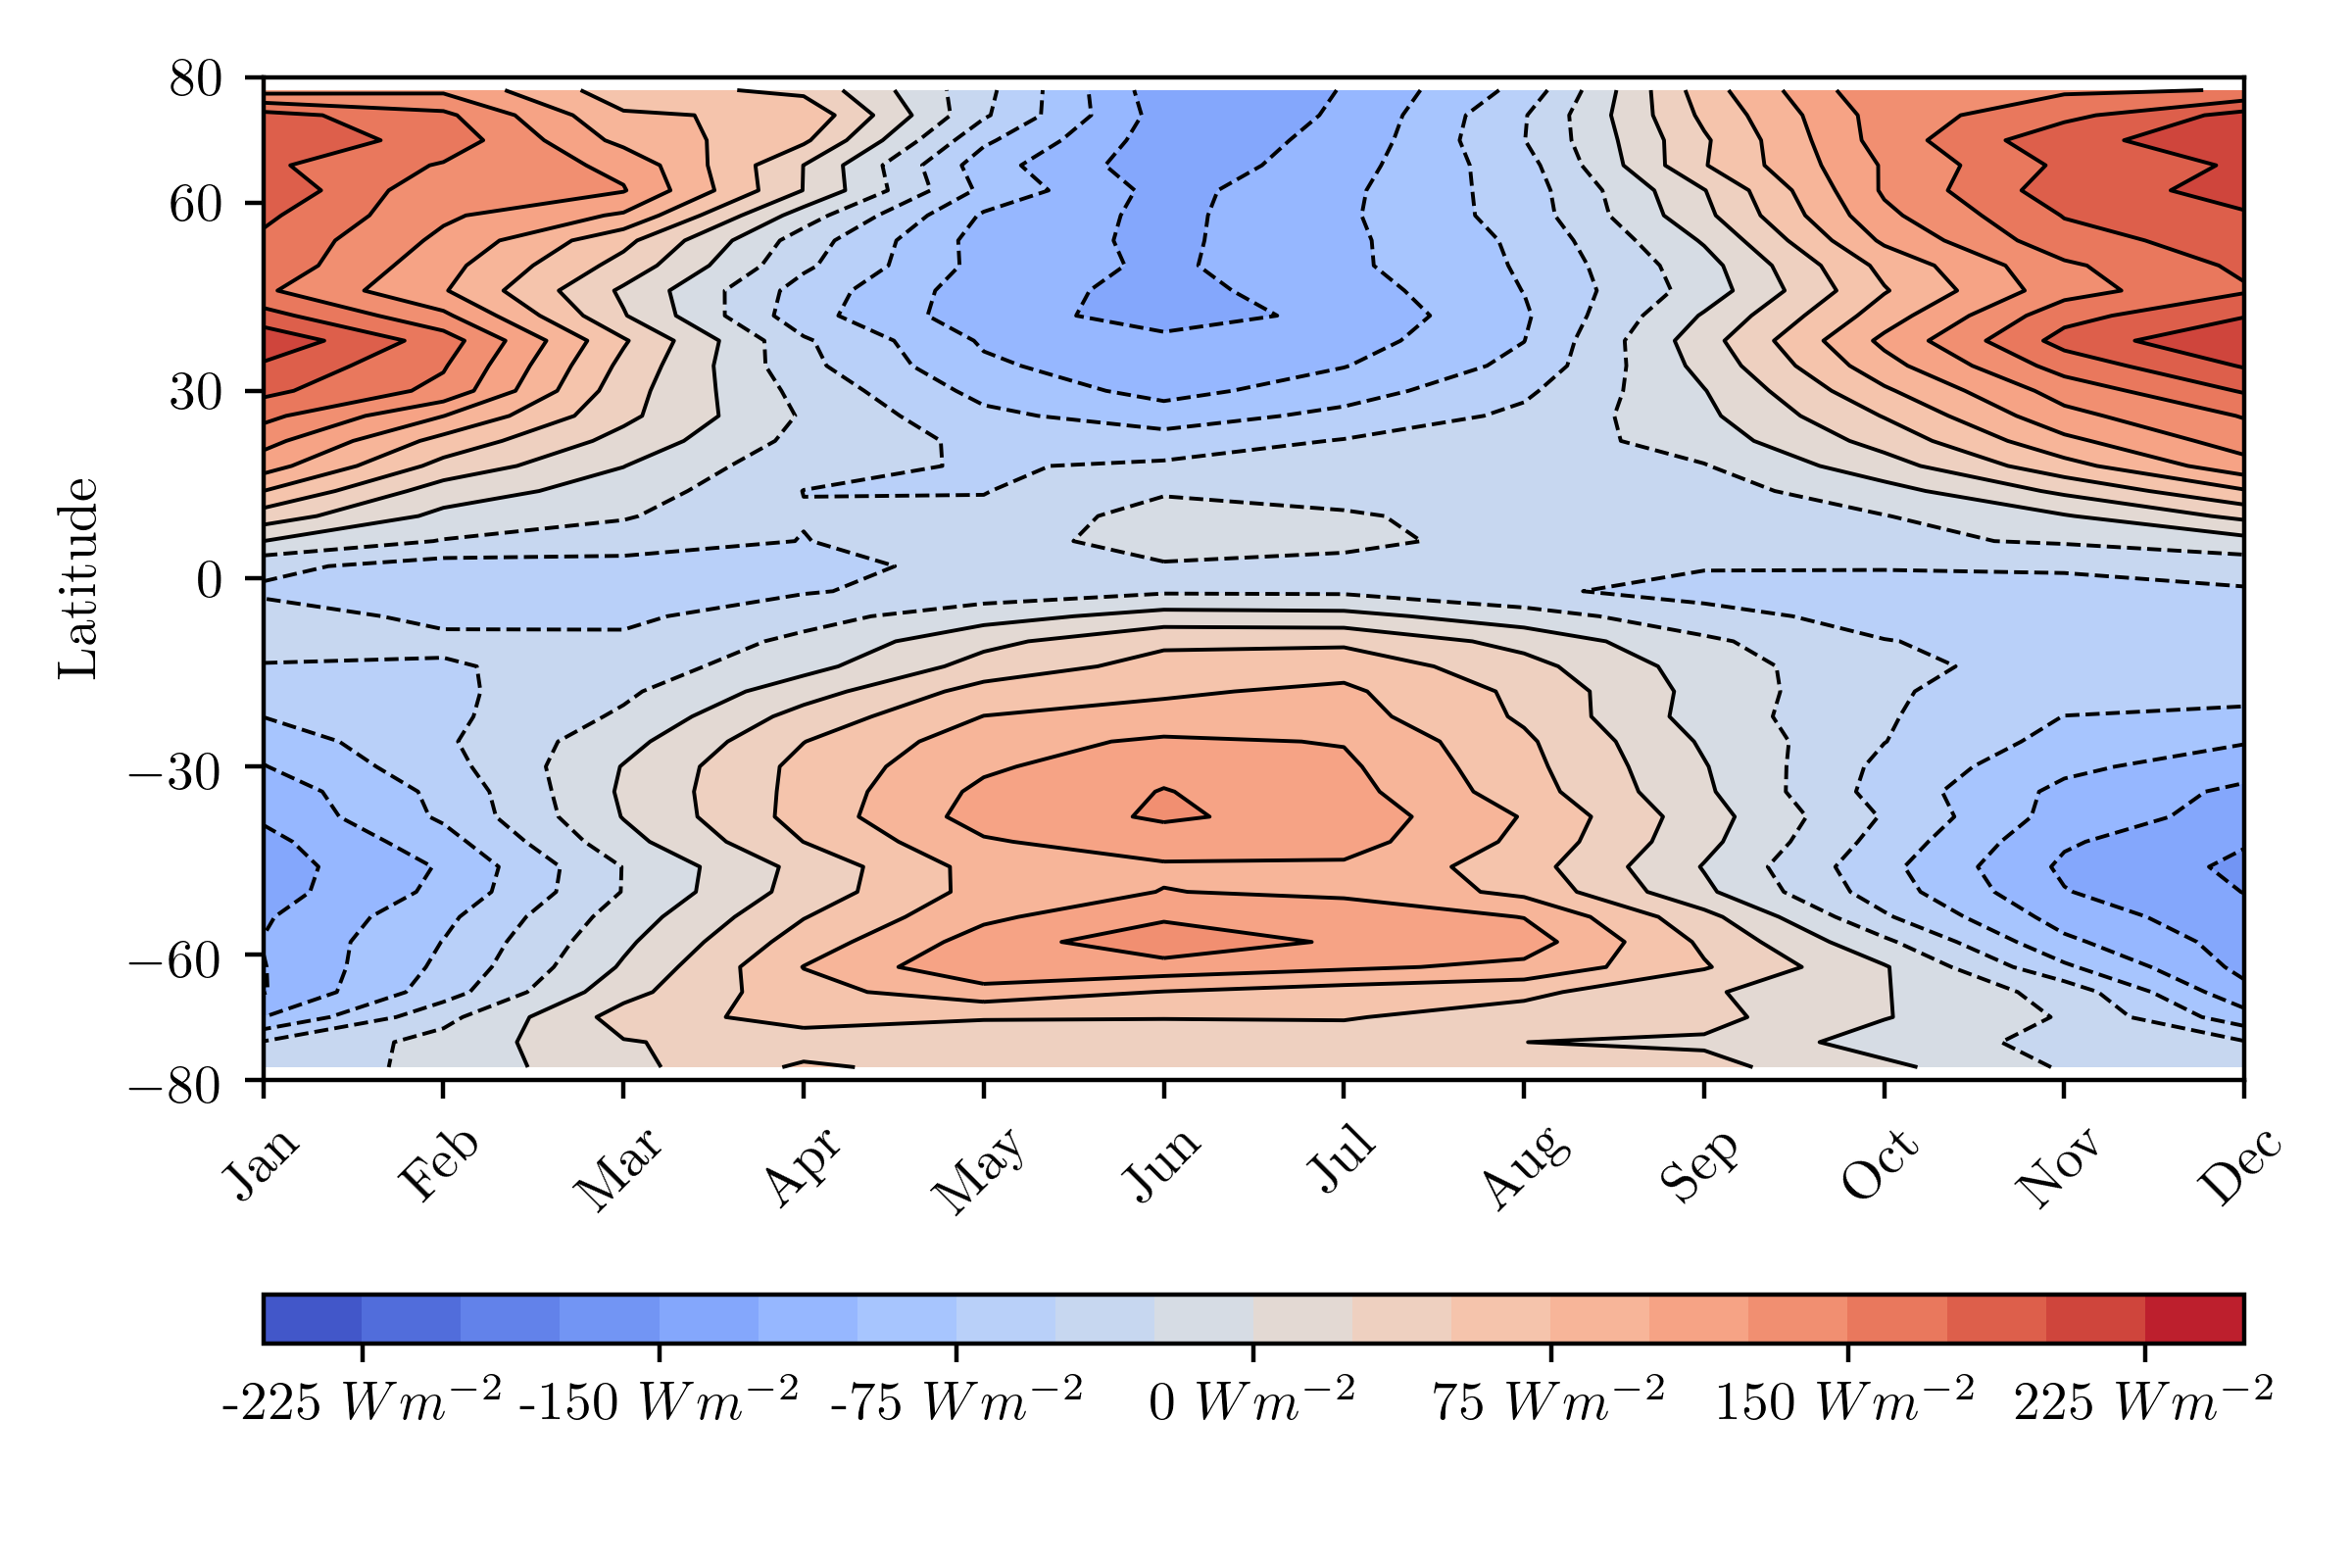 80
60
30
0
−30
−60
−80
Latitude
Jan Feb Mar Apr May Jun Jul Aug Sep Oct Nov Dec
-225 Wm⁻² -150 Wm⁻² -75 Wm⁻² 0 Wm⁻² 75 Wm⁻² 150 Wm⁻² 225 Wm⁻²